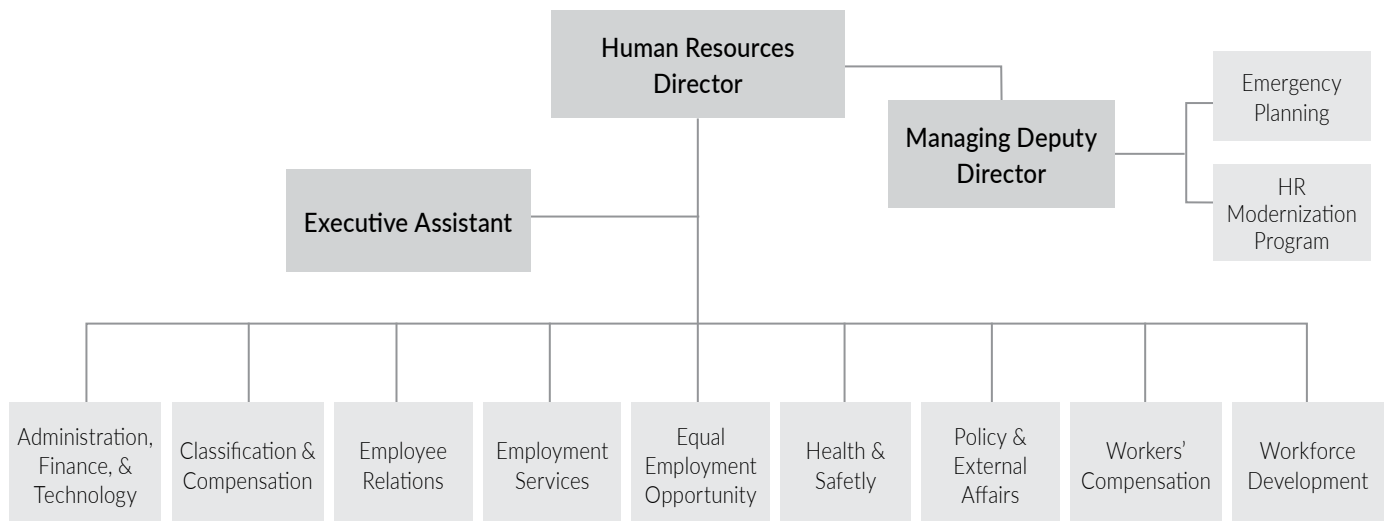 Human Resources
Director
Managing Deputy
Director
Emergency
Planning
HR
Modernization
Program
Executive Assistant
Administration,
Finance, &
Technology
Classification &
Compensation
Employee
Relations
Employment
Services
Equal
Employment
Opportunity
Health &
Safetly
Policy &
External
Affairs
Workers’
Compensation
Workforce
Development